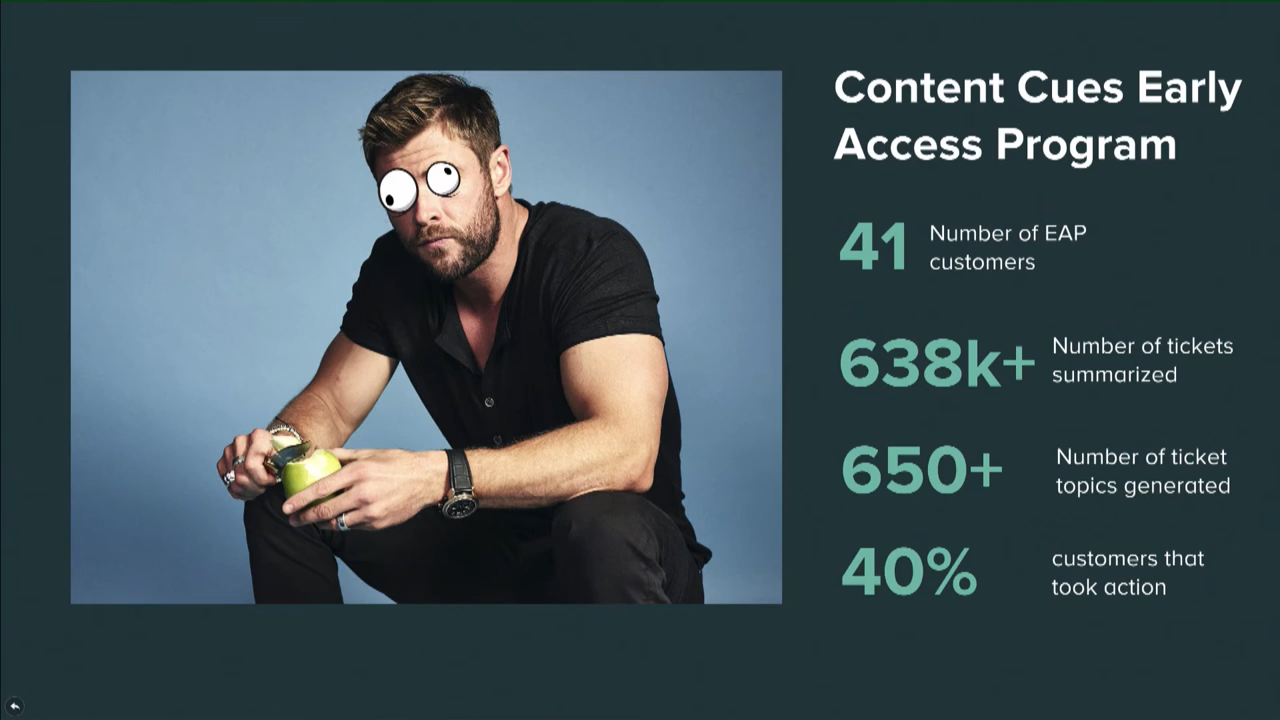 Content Cues Early
Access Program
41
Number of EAP
customers
638k+
Number of tickets
summarized
650+
Number of ticket
topics generated
40%
customers that
took action